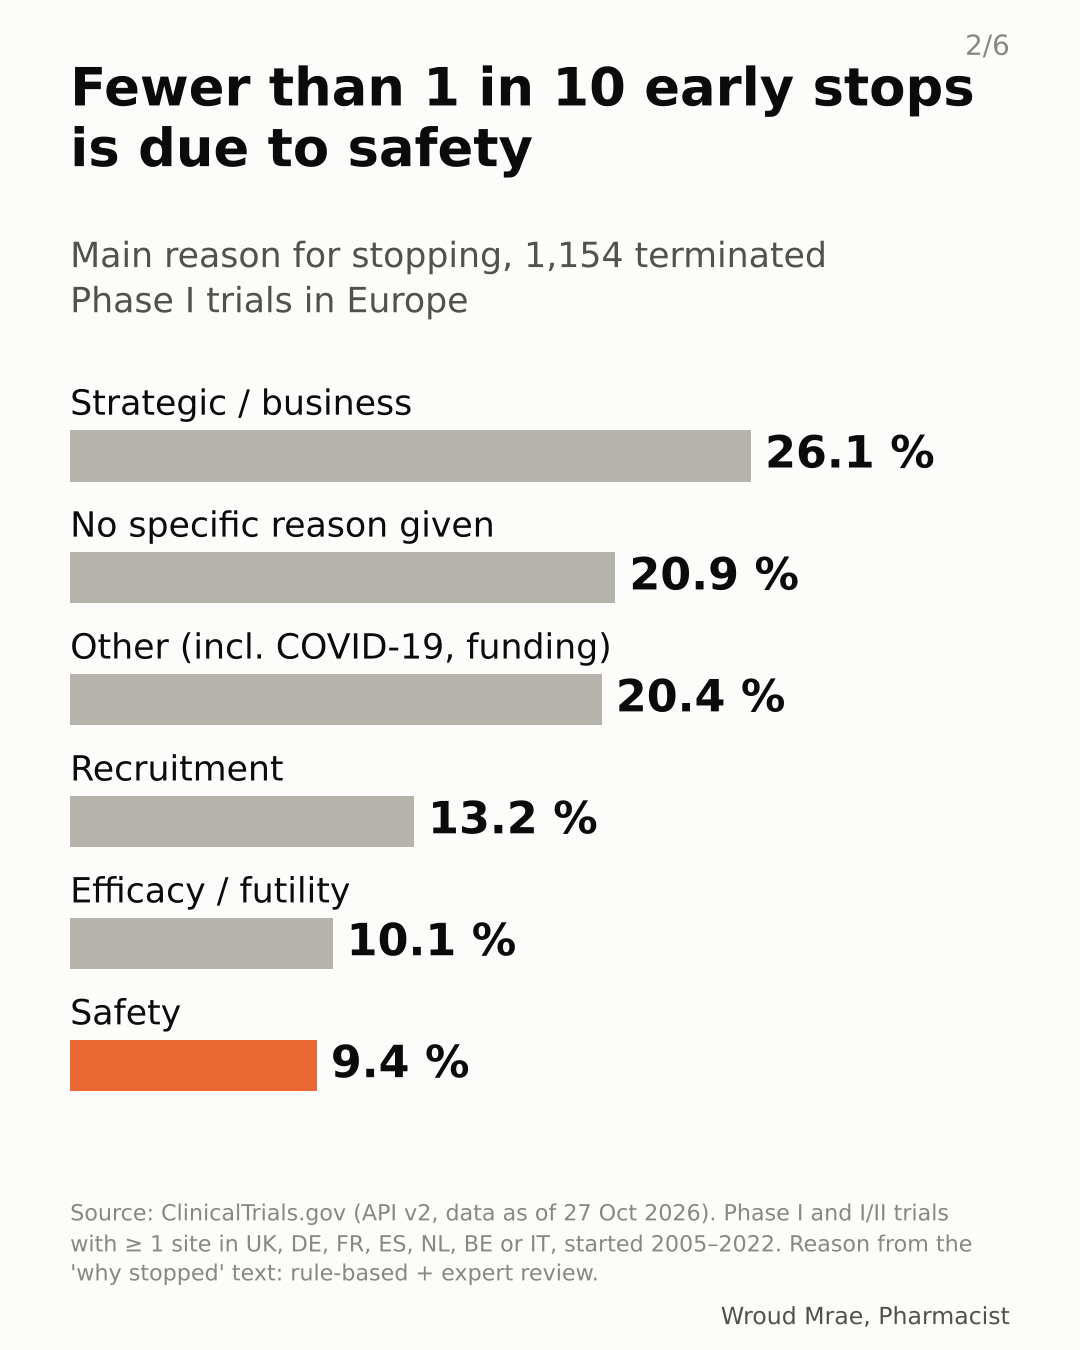 2/6
Fewer than 1 in 10 early stops
is due to safety
Main reason for stopping, 1,154 terminated
Phase I trials in Europe
Strategic / business
26.1 %
No specific reason given
20.9 %
Other (incl. COVID-19, funding)
20.4 %
Recruitment
13.2 %
Efficacy / futility
10.1 %
Safety
9.4 %
Source: ClinicalTrials.gov (API v2, data as of 27 Oct 2026). Phase I and I/II trials
with ≥ 1 site in UK, DE, FR, ES, NL, BE or IT, started 2005–2022. Reason from the
'why stopped' text: rule-based + expert review.
Wroud Mrae, Pharmacist